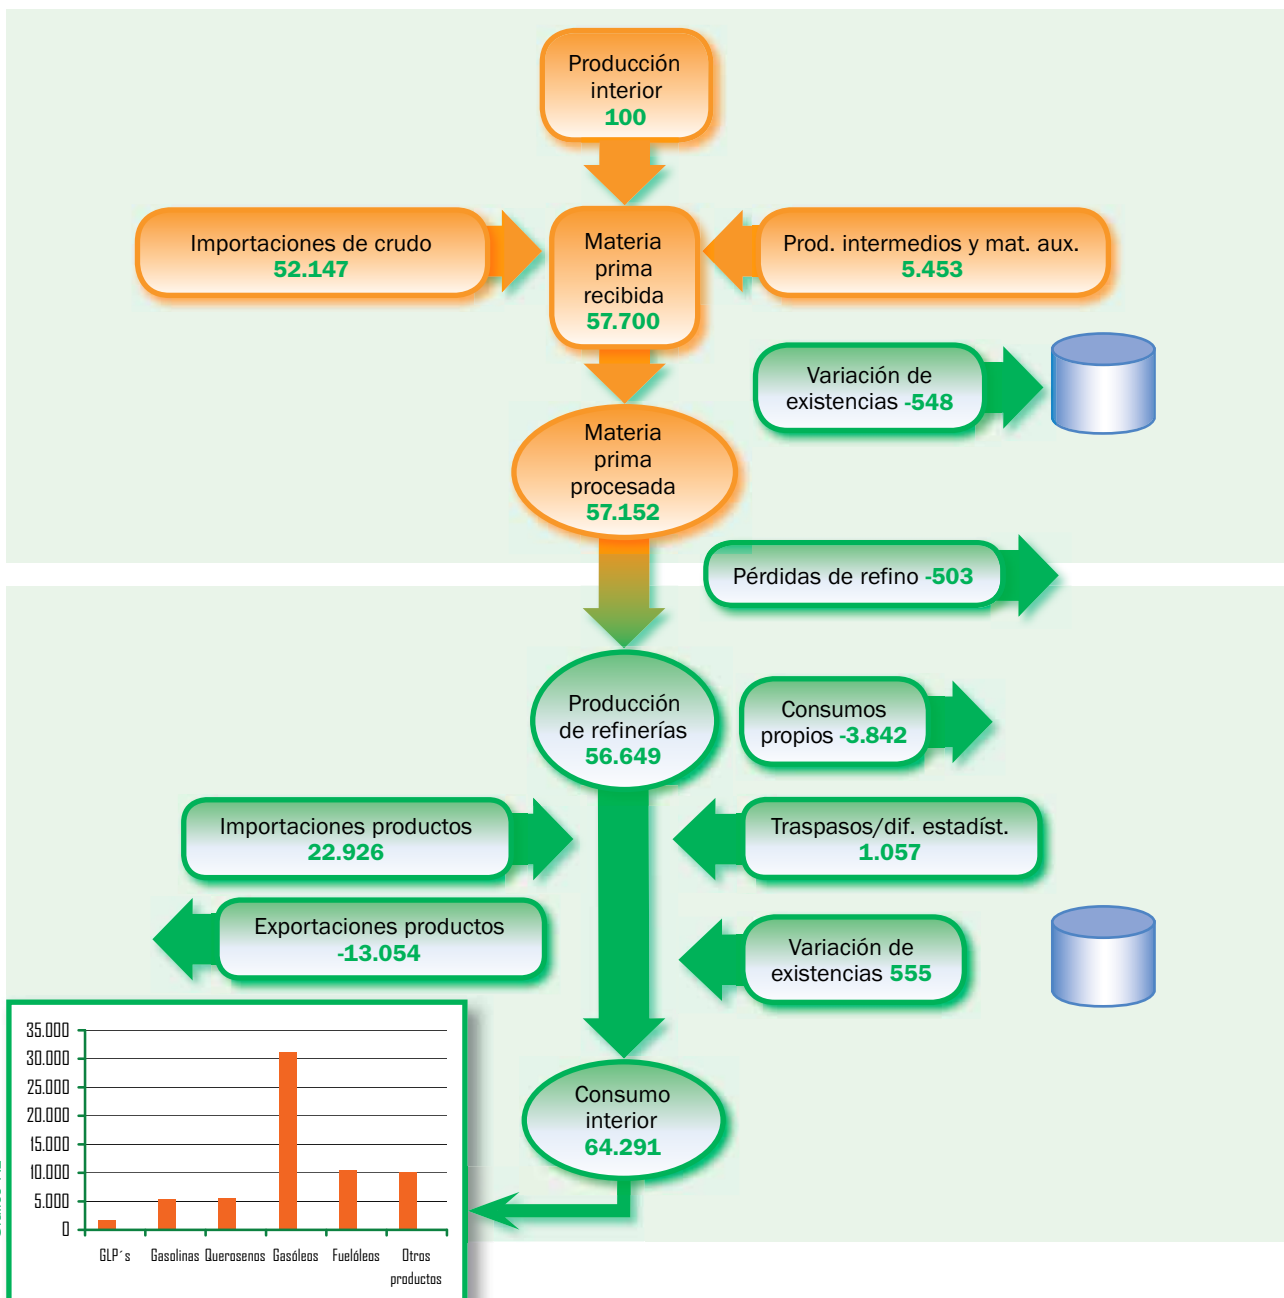 Producción
interior
100
Importaciones de crudo
52.147
Materia
prima
recibida
57.700
Prod. intermedios y mat. aux.
5.453
Variación de
existencias -548
Materia
prima
procesada
57.152
Pérdidas de refino -503
Producción
de refinerías
56.649
Consumos
propios -3.842
Importaciones productos
22.926
Traspasos/dif. estadíst.
1.057
Exportaciones productos
-13.054
Variación de
existencias 555
Consumo
interior
64.291
35.000
30.000
25.000
20.000
15.000
10.000
5.000
0
GLP´s Gasolinas Querosenos Gasóleos Fuelóleos Otros
productos